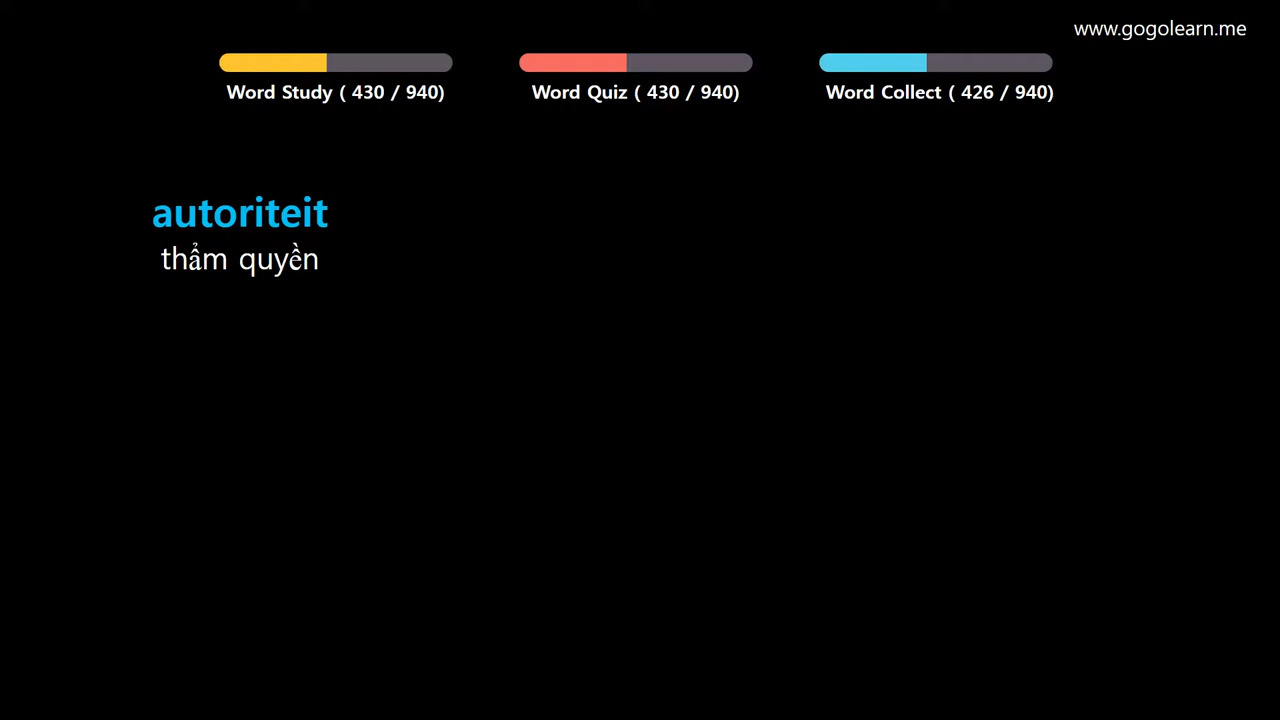 www.gogolearn.me
Word Study ( 430 / 940)
Word Quiz ( 430 / 940)
Word Collect ( 426 / 940)
autoriteit
thẩm quyền